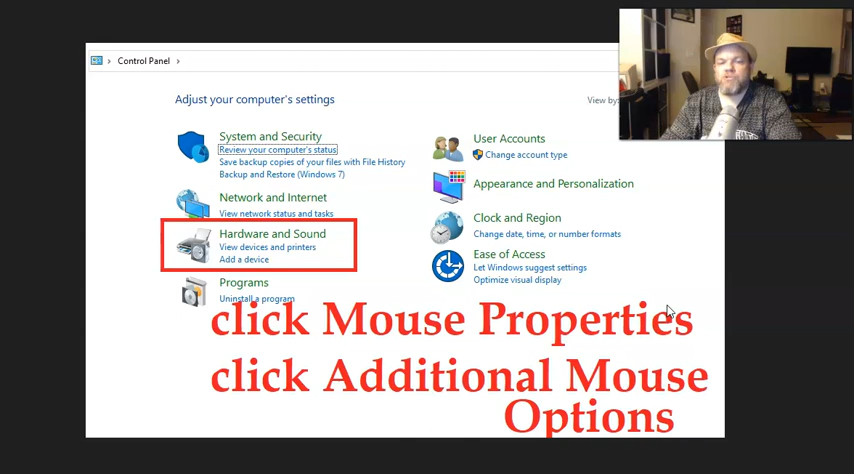 Control Panel
Adjust your computer's settings
View by:
System and Security
Review your computer's status
Save backup copies of your files with File History
Backup and Restore (Windows 7)
Network and Internet
View network status and tasks
Hardware and Sound
View devices and printers
Add a device
Programs
Uninstall a program
User Accounts
Change account type
Appearance and Personalization
Clock and Region
Change date, time, or number formats
Ease of Access
Let Windows suggest settings
Optimize visual display
click Mouse Properties
click Additional Mouse
Options